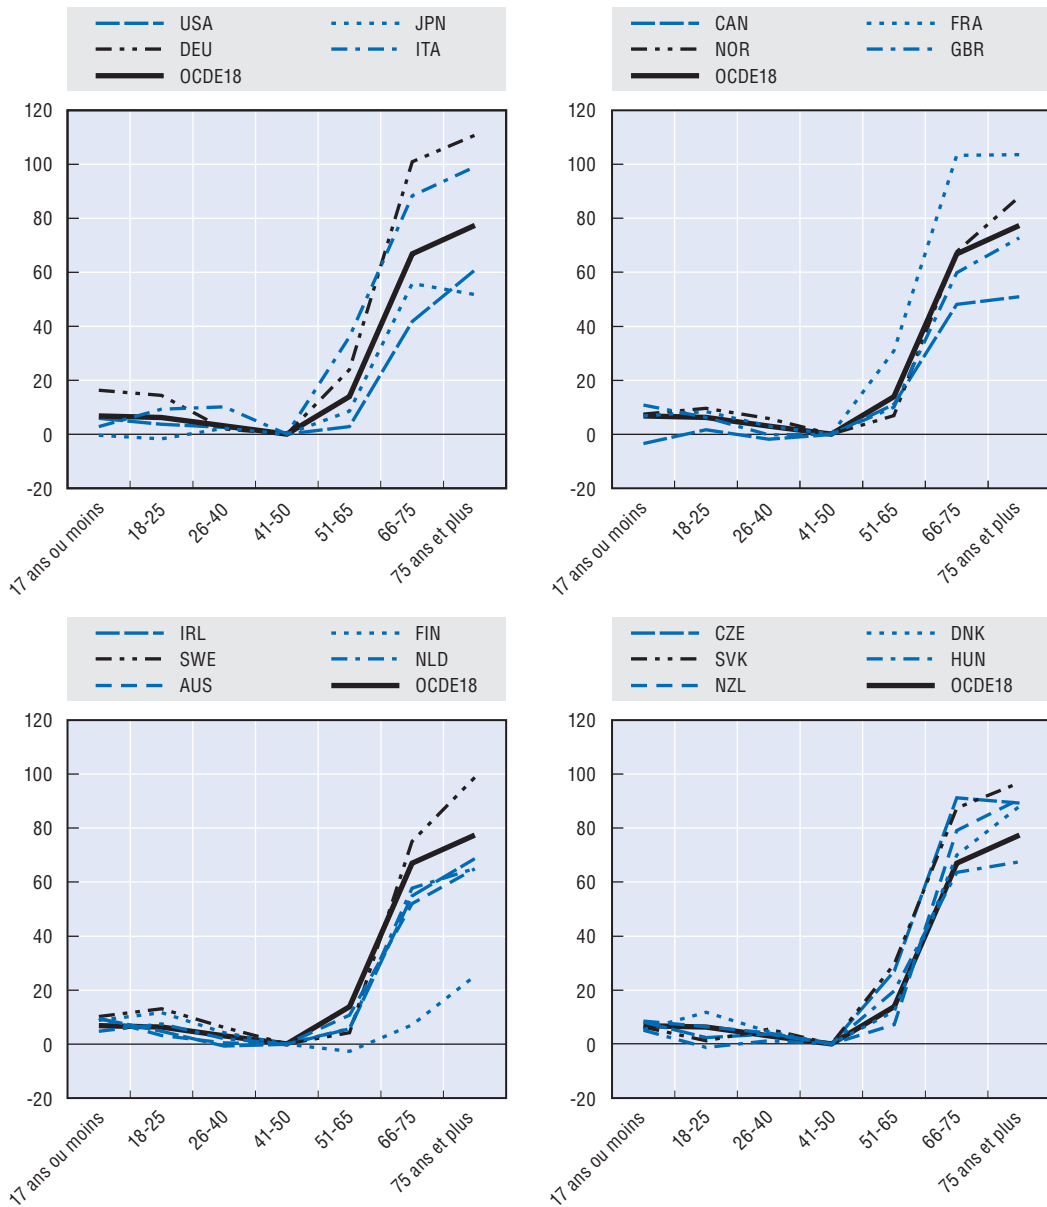 USA JPN
DEU ITA
OCDE18
120
100
80
60
40
20
0
-20
17 ans ou moins
18-25
26-40
41-50
51-65
66-75
75 ans et plus
CAN FRA
NOR GBR
OCDE18
120
100
80
60
40
20
0
-20
17 ans ou moins
18-25
26-40
41-50
51-65
66-75
75 ans et plus
IRL FIN
SWE NLD
AUS OCDE18
120
100
80
60
40
20
0
-20
17 ans ou moins
18-25
26-40
41-50
51-65
66-75
75 ans et plus
CZE DNK
SVK HUN
NZL OCDE18
120
100
80
60
40
20
0
-20
17 ans ou moins
18-25
26-40
41-50
51-65
66-75
75 ans et plus